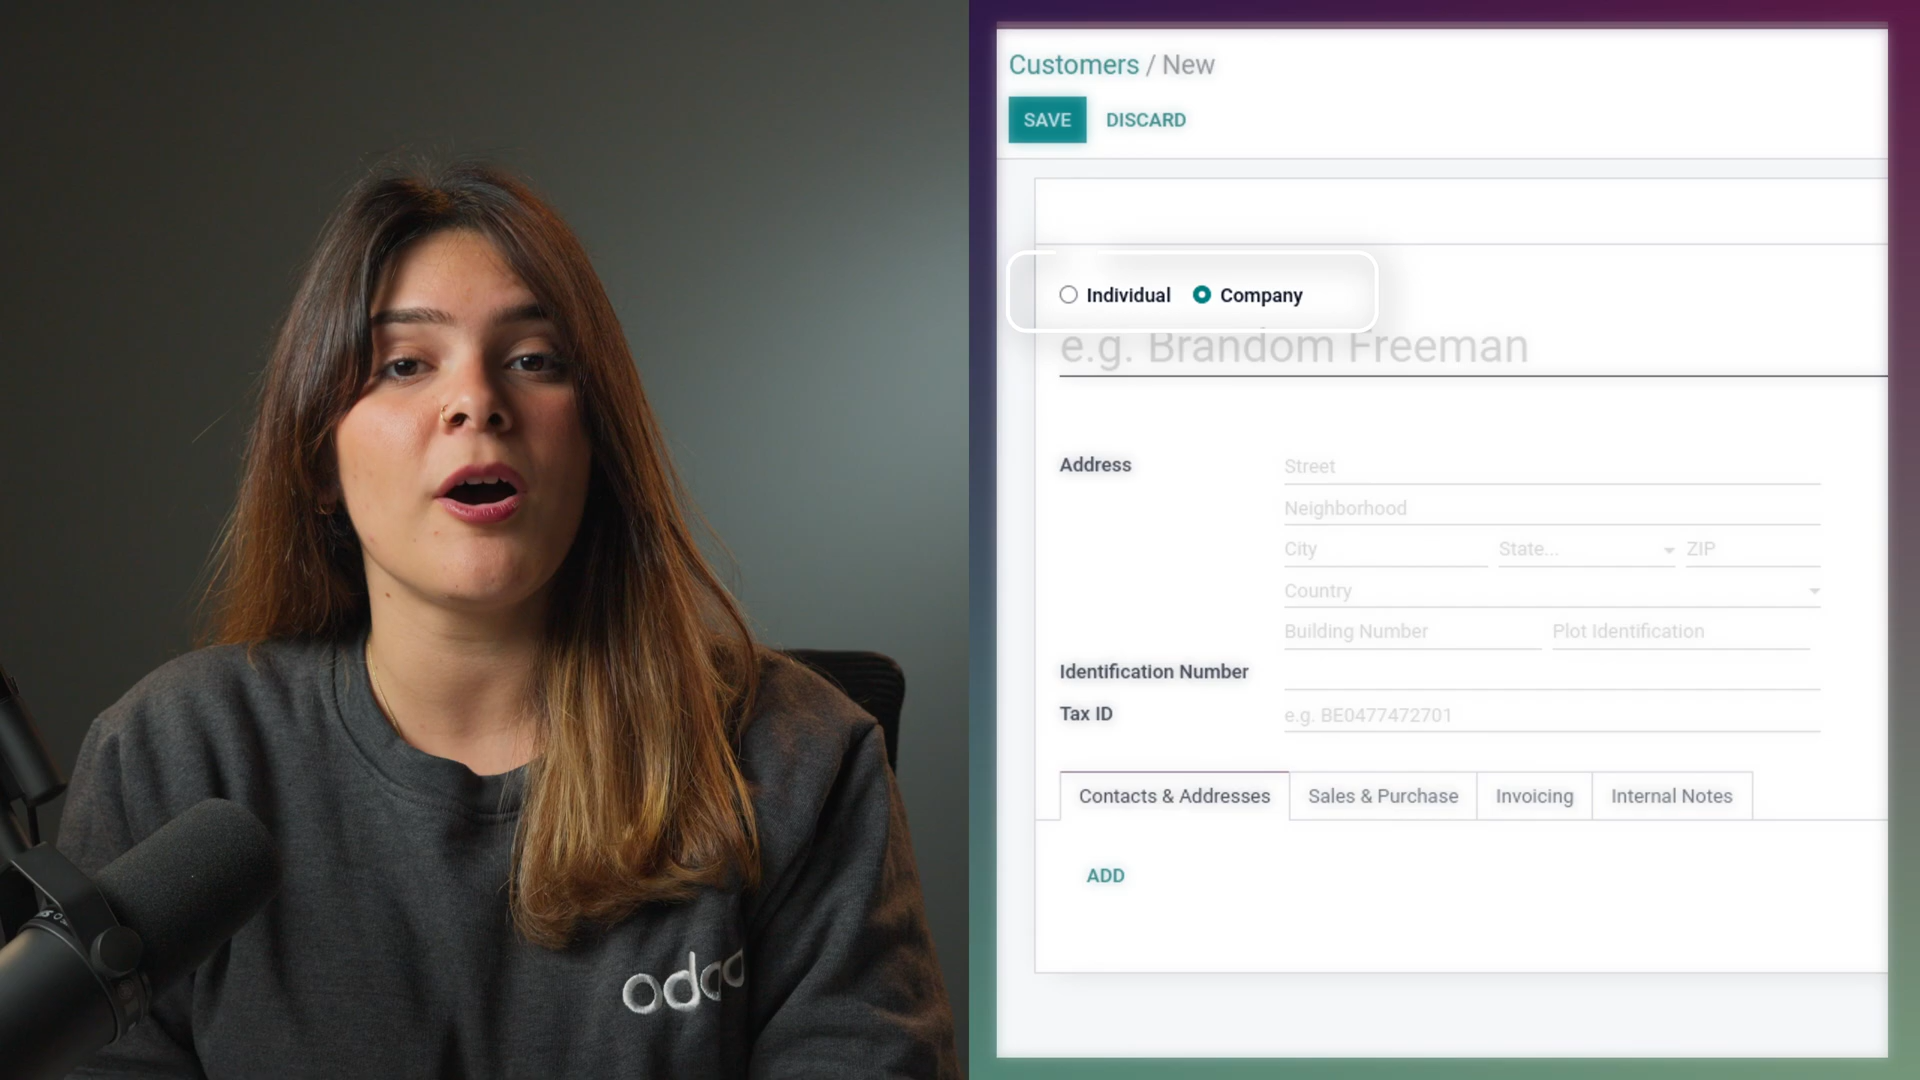 Customers / New
SAVE DISCARD
Individual Company
e.g. Brandom Freeman
Address Street
Neighborhood
City State... ZIP
Country
Building Number Plot Identification
Identification Number
Tax ID e.g. BE0477472701
Contacts & Addresses Sales & Purchase Invoicing Internal Notes
ADD
odoo